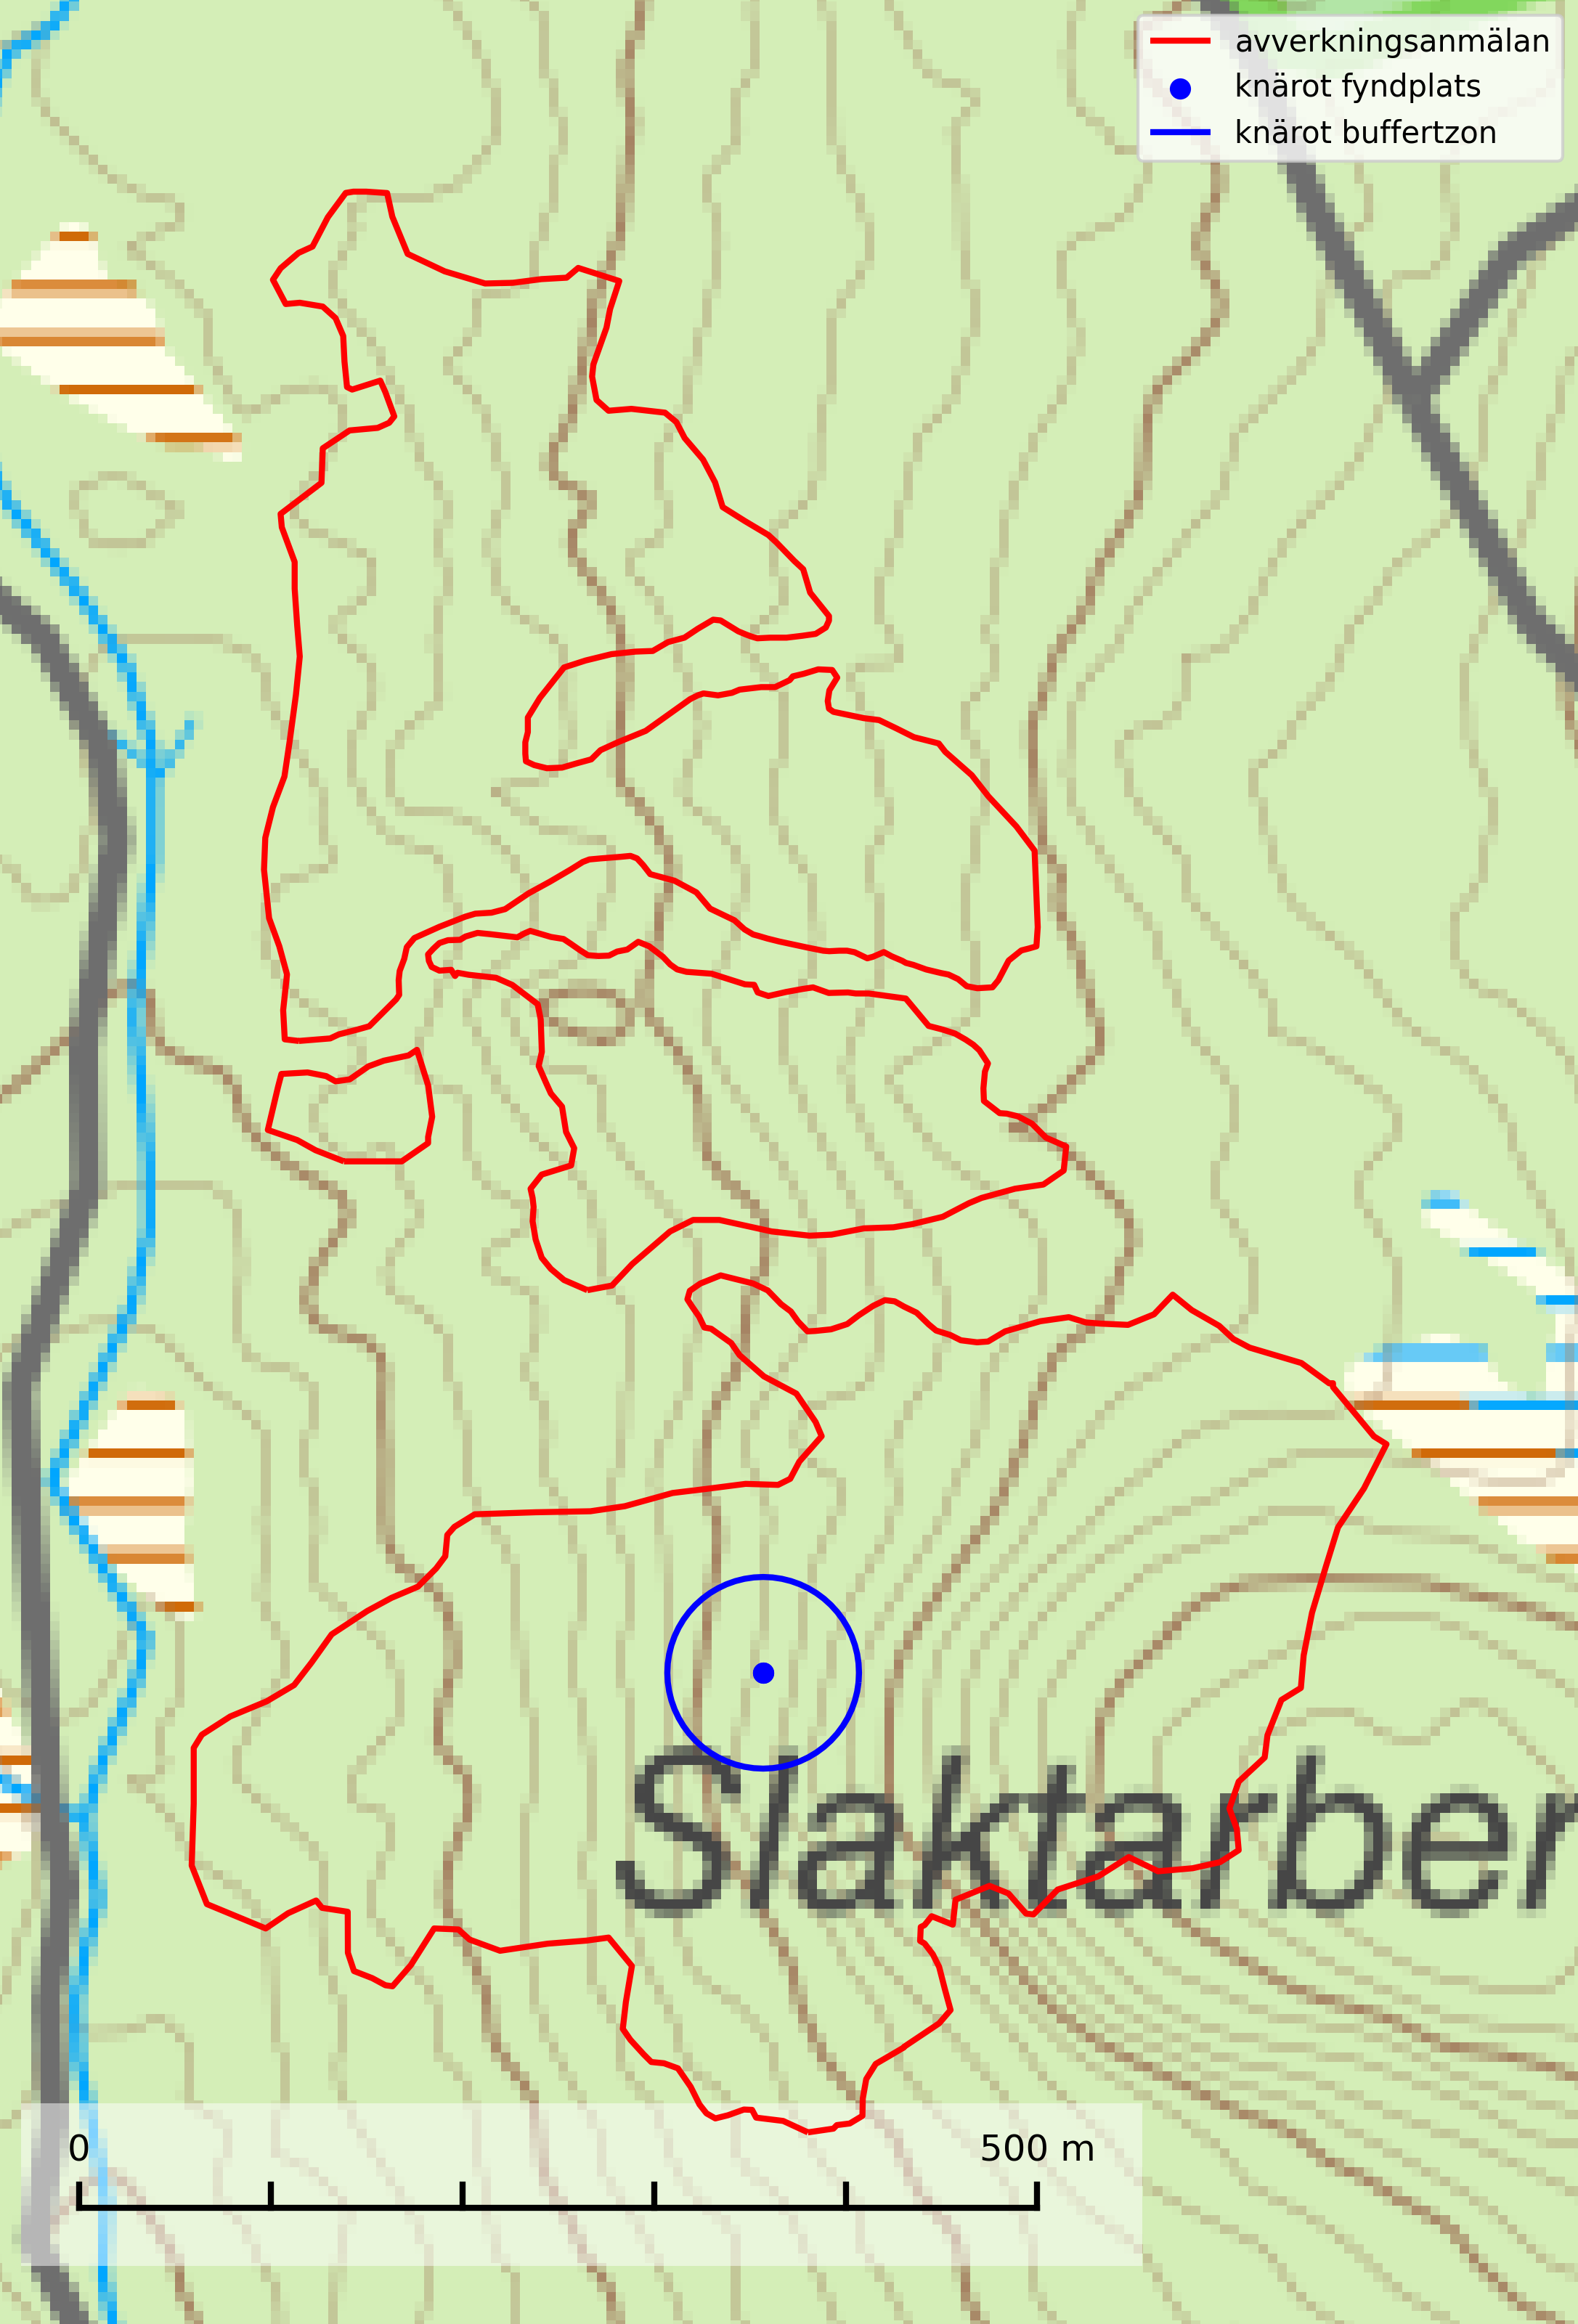 avverkningsanmälan
knärot fyndplats
knärot buffertzon
Slaktarber
0 500 m